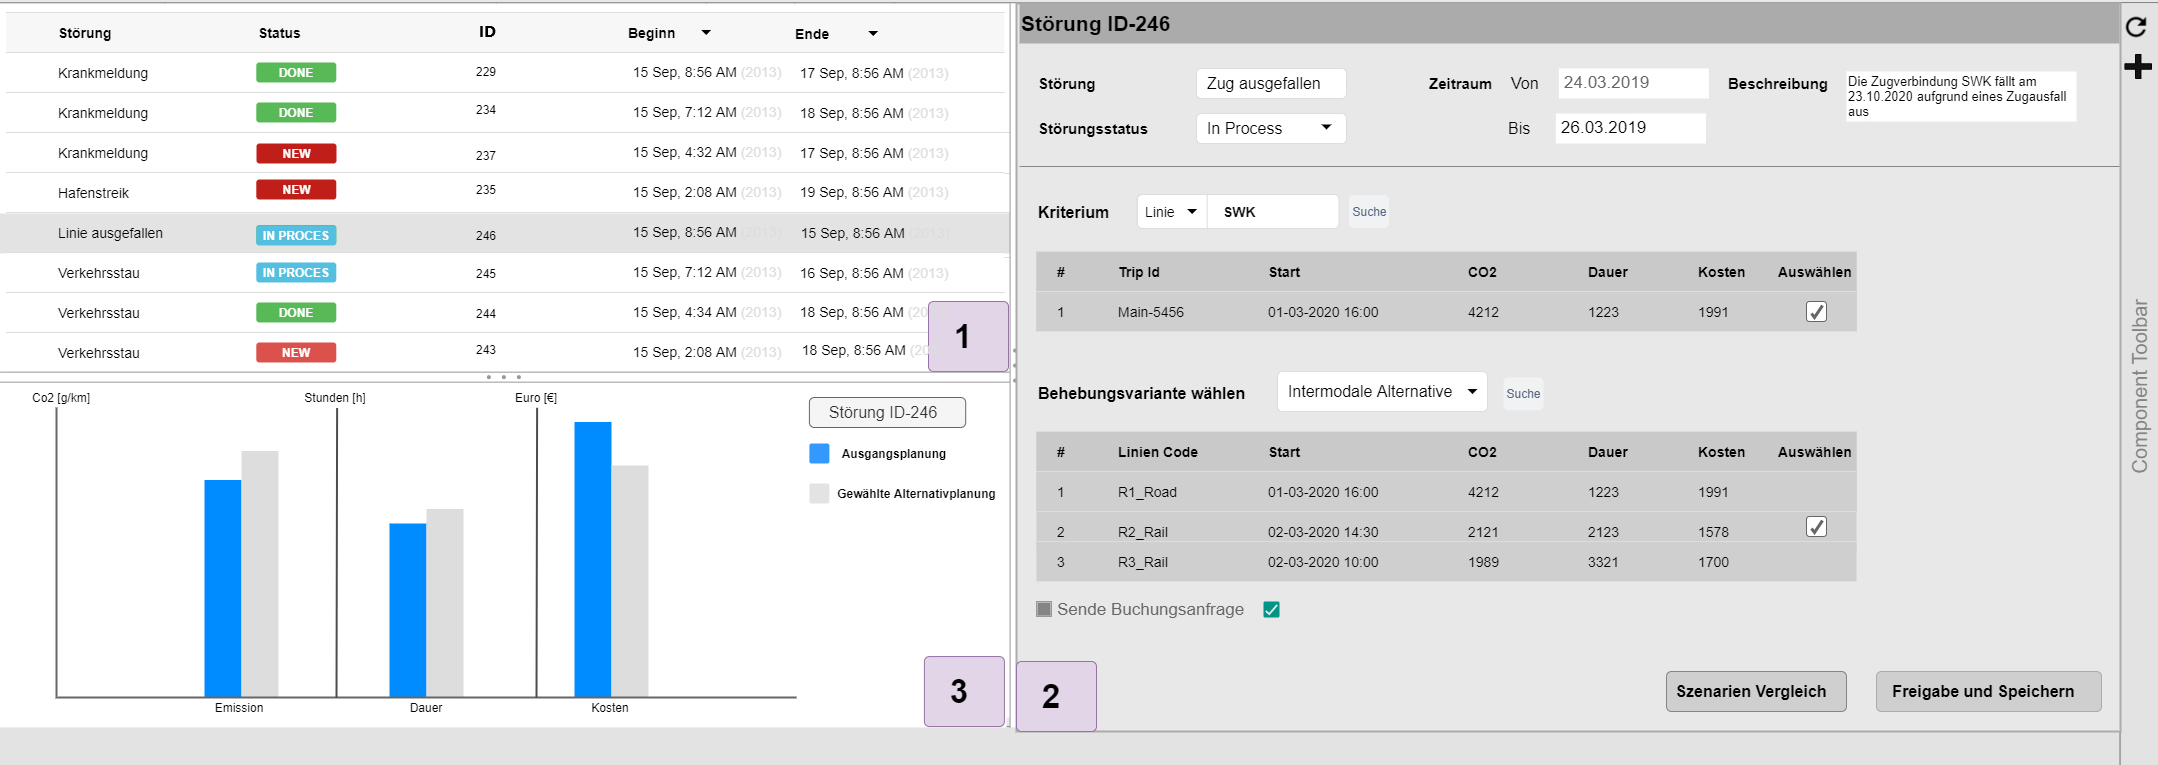 Störung Status ID Beginn Ende
Krankmeldung DONE 229 15 Sep, 8:56 AM (2013) 17 Sep, 8:56 AM (2013)
Krankmeldung DONE 234 15 Sep, 7:12 AM (2013) 18 Sep, 8:56 AM (2013)
Krankmeldung NEW 237 15 Sep, 4:32 AM (2013) 17 Sep, 8:56 AM (2013)
Hafenstreik NEW 235 15 Sep, 2:08 AM (2013) 19 Sep, 8:56 AM (2013)
Linie ausgefallen IN PROCES 246 15 Sep, 8:56 AM (2013) 15 Sep, 8:56 AM (2013)
Verkehrsstau IN PROCES 245 15 Sep, 7:12 AM (2013) 16 Sep, 8:56 AM (2013)
Verkehrsstau DONE 244 15 Sep, 4:34 AM (2013) 18 Sep, 8:56 AM (20
Verkehrsstau NEW 243 15 Sep, 2:08 AM (2013) 18 Sep, 8:56 AM (20
1
Co2 [g/km] Stunden [h] Euro [€]
Störung ID-246
Ausgangsplanung
Gewählte Alternativplanung
Emission Dauer Kosten
3
Störung ID-246
Störung Zug ausgefallen Zeitraum Von 24.03.2019 Beschreibung
Die Zugverbindung SWK fällt am
23.10.2020 aufgrund eines Zugausfall
aus
Störungsstatus In Process Bis 26.03.2019
Kriterium Linie SWK Suche
# Trip Id Start CO2 Dauer Kosten Auswählen
1 Main-5456 01-03-2020 16:00 4212 1223 1991
Behebungsvariante wählen Intermodale Alternative Suche
# Linien Code Start CO2 Dauer Kosten Auswählen
1 R1_Road 01-03-2020 16:00 4212 1223 1991
2 R2_Rail 02-03-2020 14:30 2121 2123 1578
3 R3_Rail 02-03-2020 10:00 1989 3321 1700
Sende Buchungsanfrage
Szenarien Vergleich Freigabe und Speichern
2
Component Toolbar